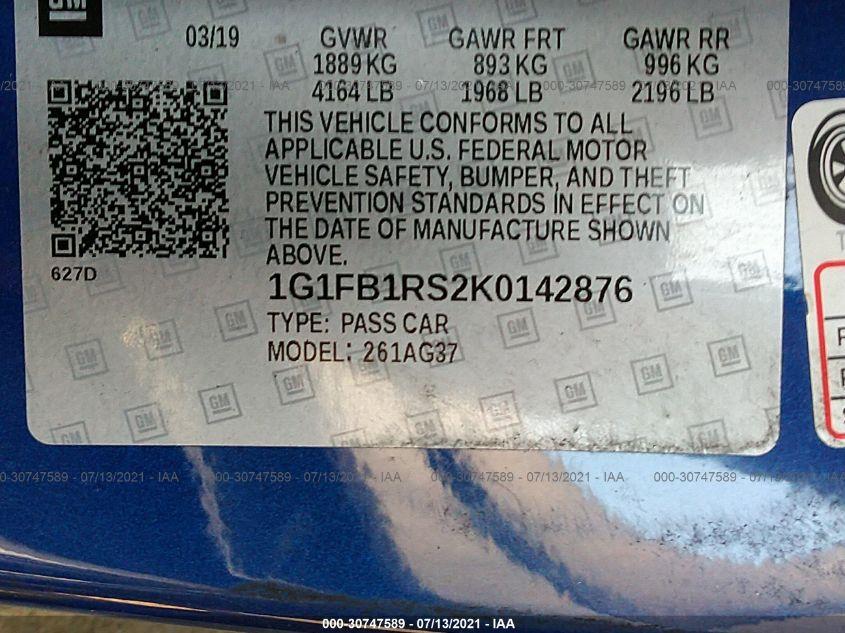 GM
03/19 GVWR GAWR FRT GAWR RR
1889 KG 893 KG 996 KG
4164 LB 1968 LB 2196 LB
THIS VEHICLE CONFORMS TO ALL
APPLICABLE U.S. FEDERAL MOTOR
VEHICLE SAFETY, BUMPER, AND THEFT
PREVENTION STANDARDS IN EFFECT ON
THE DATE OF MANUFACTURE SHOWN
ABOVE.
627D
1G1FB1RS2K0142876
TYPE: PASS CAR
MODEL: 261AG37
000-30747589 - 07/13/2021 - IAA